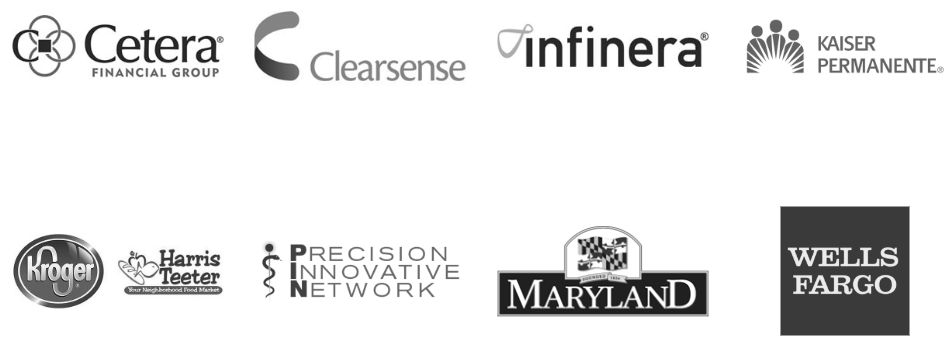 Cetera®
FINANCIAL GROUP
Clearsense
infinera®
KAISER
PERMANENTE®
Kroger
Harris
Teeter
Your Neighborhood Food Market
PRECISION
INNOVATIVE
NETWORK
MARYLAND
WELLS
FARGO